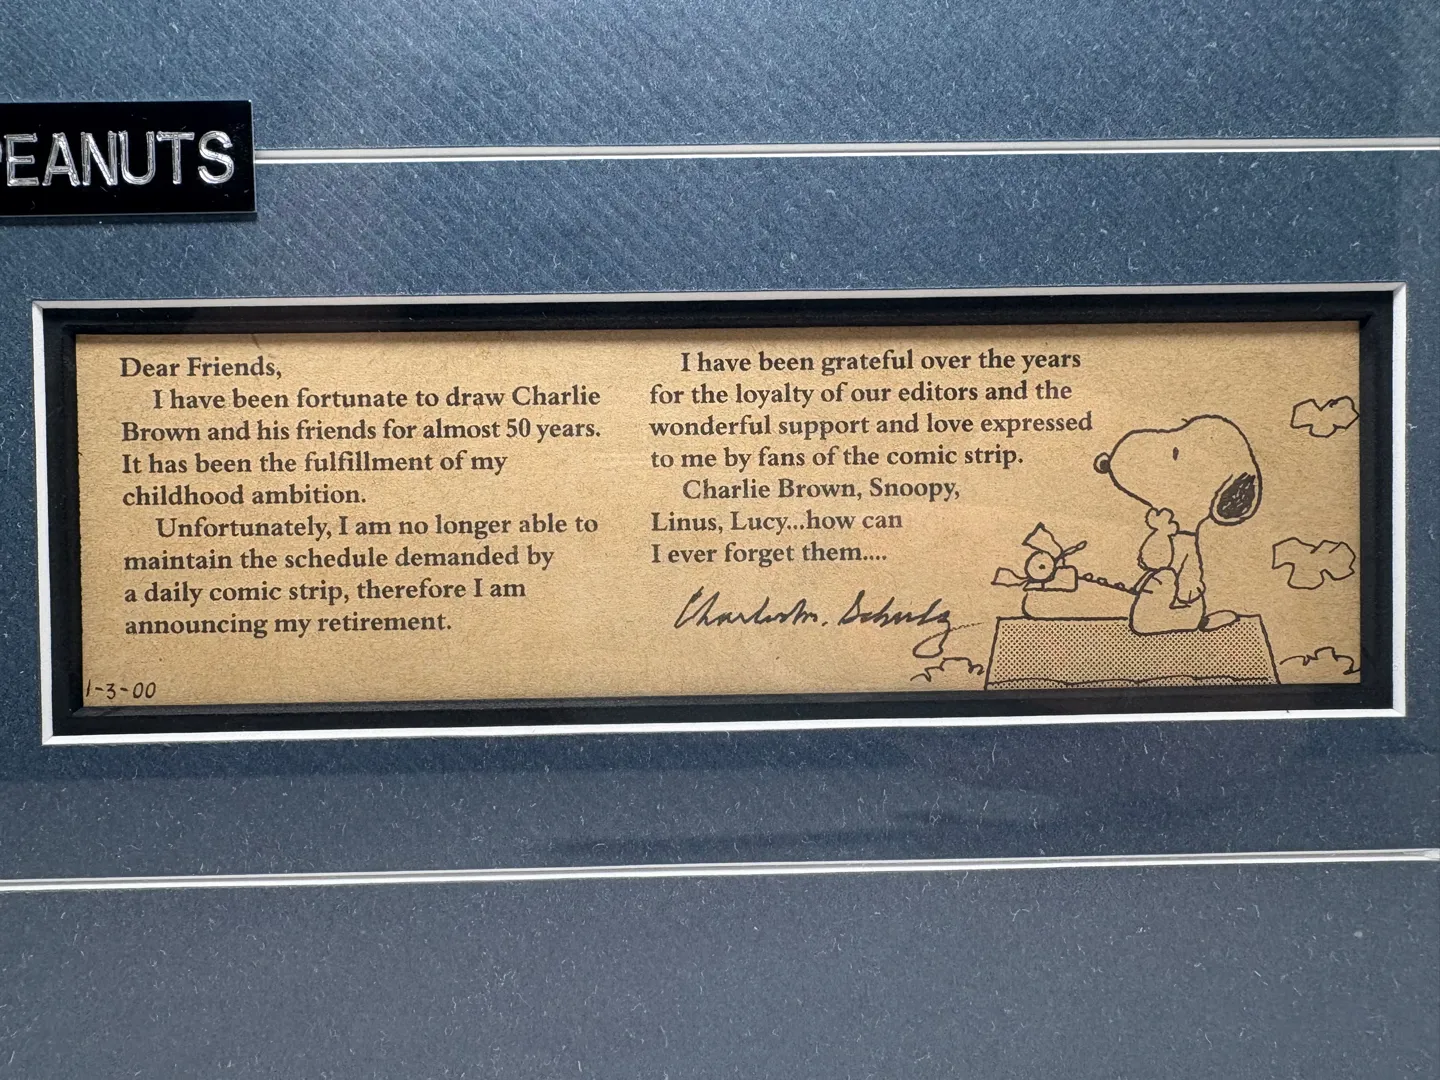 PEANUTS
Dear Friends,
I have been fortunate to draw Charlie
Brown and his friends for almost 50 years.
It has been the fulfillment of my
childhood ambition.
Unfortunately, I am no longer able to
maintain the schedule demanded by
a daily comic strip, therefore I am
announcing my retirement.
I have been grateful over the years
for the loyalty of our editors and the
wonderful support and love expressed
to me by fans of the comic strip.
Charlie Brown, Snoopy,
Linus, Lucy...how can
I ever forget them....
Charles M. Schulz
1-3-00